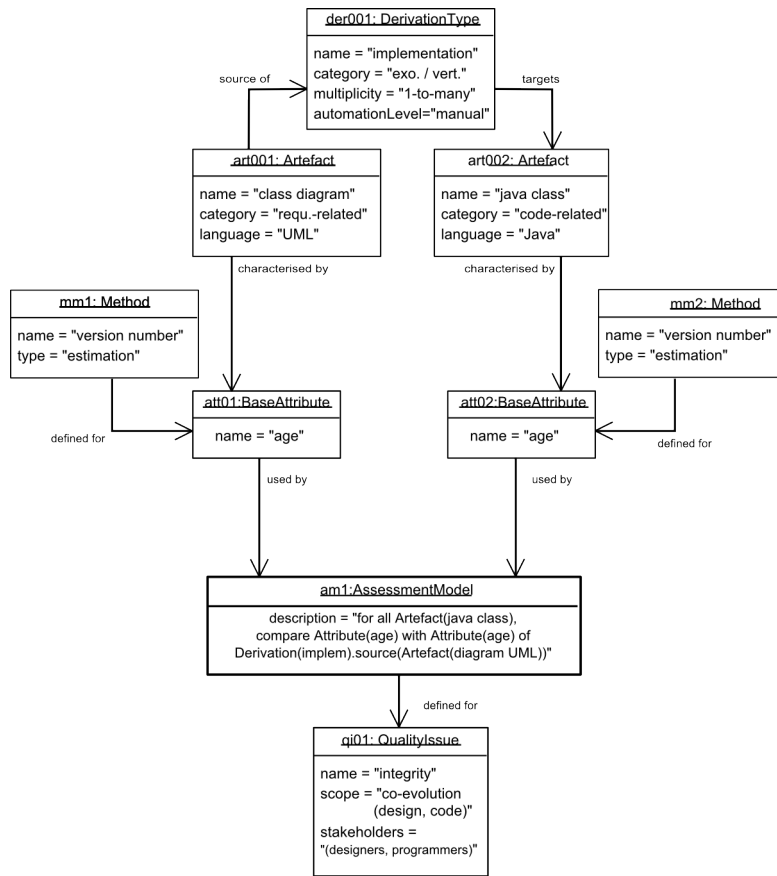 der001: DerivationType
name = "implementation"
category = "exo. / vert."
multiplicity = "1-to-many"
automationLevel="manual"
source of
targets
art001: Artefact
name = "class diagram"
category = "requ.-related"
language = "UML"
art002: Artefact
name = "java class"
category = "code-related"
language = "Java"
characterised by
characterised by
mm1: Method
name = "version number"
type = "estimation"
mm2: Method
name = "version number"
type = "estimation"
att01:BaseAttribute
name = "age"
att02:BaseAttribute
name = "age"
defined for
defined for
used by
used by
am1:AssessmentModel
description = "for all Artefact(java class),
compare Attribute(age) with Attribute(age) of
Derivation(implem).source(Artefact(diagram UML))"
defined for
qi01: QualityIssue
name = "integrity"
scope = "co-evolution
(design, code)"
stakeholders =
"(designers, programmers)"